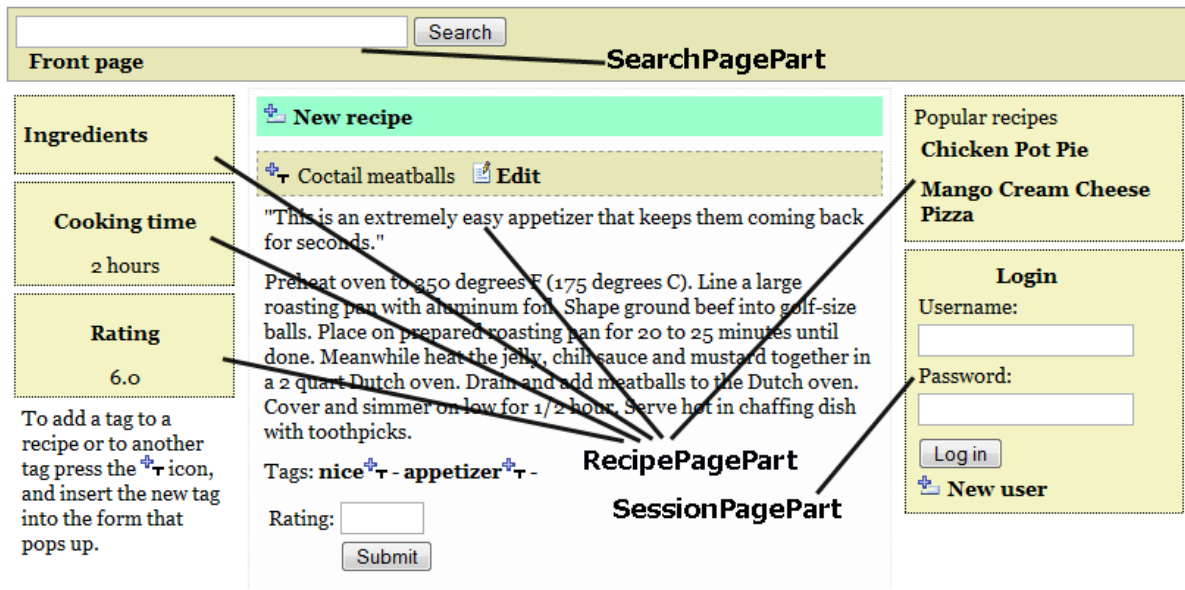 Search
Front page
SearchPagePart
Ingredients
Cooking time
2 hours
Rating
6.0
To add a tag to a
recipe or to another
tag press the T icon,
and insert the new tag
into the form that
pops up.
New recipe
T Coctail meatballs Edit
"This is an extremely easy appetizer that keeps them coming back
for seconds."
Preheat oven to 350 degrees F (175 degrees C). Line a large
roasting pan with aluminum foil. Shape ground beef into golf-size
balls. Place on prepared roasting pan for 20 to 25 minutes until
done. Meanwhile heat the jelly, chili sauce and mustard together in
a 2 quart Dutch oven. Drain and add meatballs to the Dutch oven.
Cover and simmer on low for 1/2 hour. Serve hot in chaffing dish
with toothpicks.
Tags: nice T - appetizer T -
Rating:
Submit
RecipePagePart
SessionPagePart
Popular recipes
Chicken Pot Pie
Mango Cream Cheese
Pizza
Login
Username:
Password:
Log in
New user